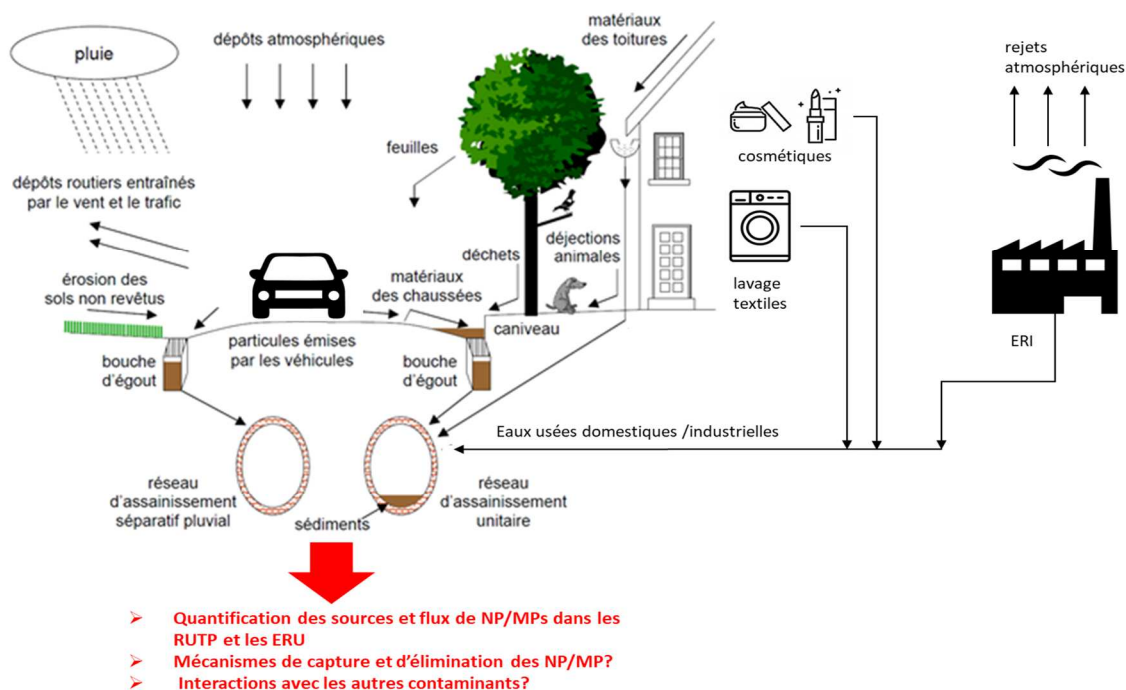 pluie
dépôts atmosphériques
matériaux
des toitures
rejets
atmosphériques
feuilles
cosmétiques
dépôts routiers entraînés
par le vent et le trafic
déchets
déjections
animales
érosion des
sols non revêtus
matériaux
des chaussées
lavage
textiles
particules émises
par les véhicules
caniveau
ERI
bouche
d'égout
bouche
d'égout
Eaux usées domestiques /industrielles
réseau
d'assainissement
séparatif pluvial
sédiments
réseau
d'assainissement
unitaire
➢ Quantification des sources et flux de NP/MPs dans les
RUTP et les ERU
➢ Mécanismes de capture et d'élimination des NP/MP?
➢ Interactions avec les autres contaminants?